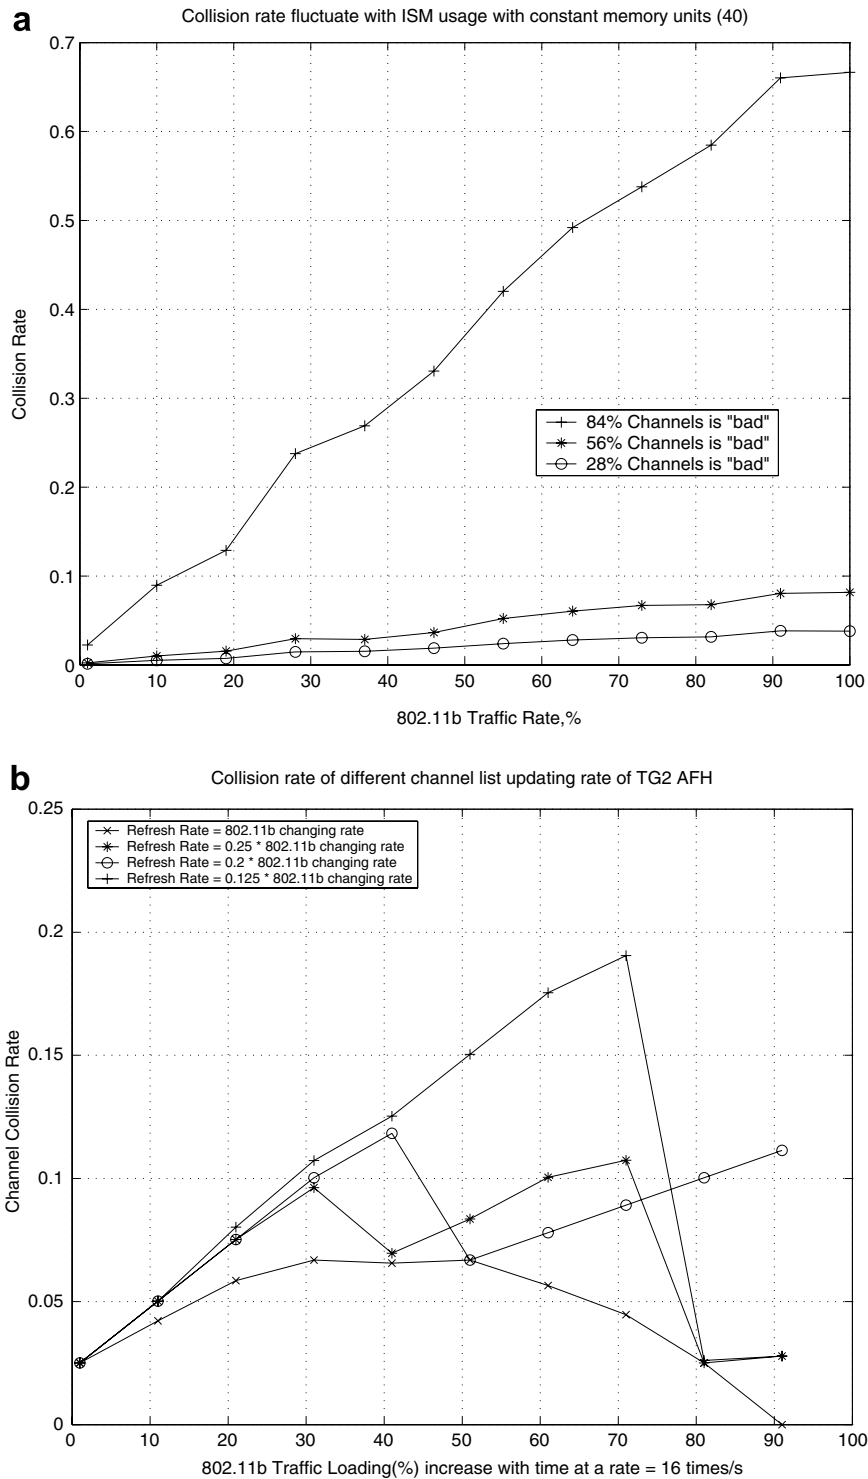 a
Collision rate fluctuate with ISM usage with constant memory units (40)
0.7
0.6
0.5
0.4
0.3
0.2
0.1
0
Collision Rate
84% Channels is "bad"
56% Channels is "bad"
28% Channels is "bad"
0 10 20 30 40 50 60 70 80 90 100
802.11b Traffic Rate,%
b
Collision rate of different channel list updating rate of TG2 AFH
0.25
0.2
0.15
0.1
0.05
0
Channel Collision Rate
Refresh Rate = 802.11b changing rate
Refresh Rate = 0.25 * 802.11b changing rate
Refresh Rate = 0.2 * 802.11b changing rate
Refresh Rate = 0.125 * 802.11b changing rate
0 10 20 30 40 50 60 70 80 90 100
802.11b Traffic Loading(%) increase with time at a rate = 16 times/s